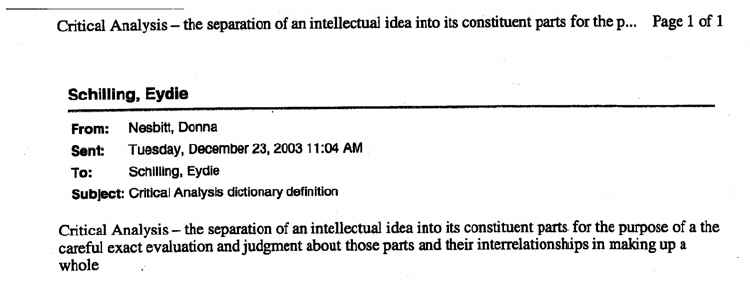 Critical Analysis – the separation of an intellectual idea into its constituent parts for the p... Page 1 of 1
Schilling, Eydie
From: Nesbitt, Donna
Sent: Tuesday, December 23, 2003 11:04 AM
To: Schilling, Eydie
Subject: Critical Analysis dictionary definition
Critical Analysis – the separation of an intellectual idea into its constituent parts for the purpose of a the
careful exact evaluation and judgment about those parts and their interrelationships in making up a
whole